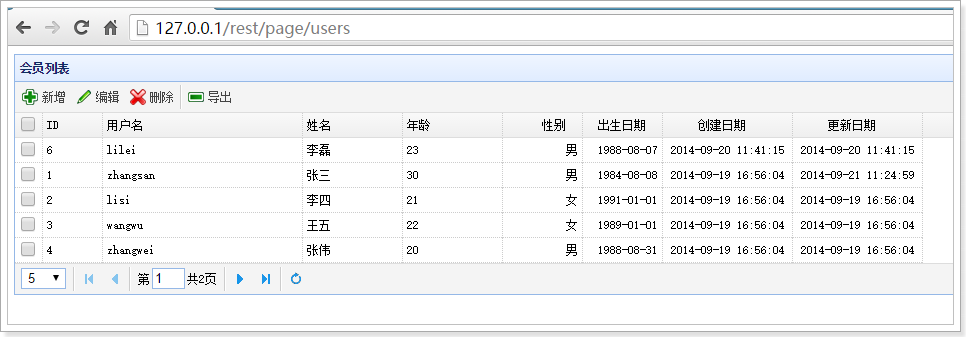 127.0.0.1/rest/page/users
会员列表
新增 编辑 删除 导出
ID 用户名 姓名 年龄 性别 出生日期 创建日期 更新日期
6 lilei 李磊 23 男 1988-08-07 2014-09-20 11:41:15 2014-09-20 11:41:15
1 zhangsan 张三 30 男 1984-08-08 2014-09-19 16:56:04 2014-09-21 11:24:59
2 lisi 李四 21 女 1991-01-01 2014-09-19 16:56:04 2014-09-19 16:56:04
3 wangwu 王五 22 女 1989-01-01 2014-09-19 16:56:04 2014-09-19 16:56:04
4 zhangwei 张伟 20 男 1988-08-31 2014-09-19 16:56:04 2014-09-19 16:56:04
5 第 1 共2页